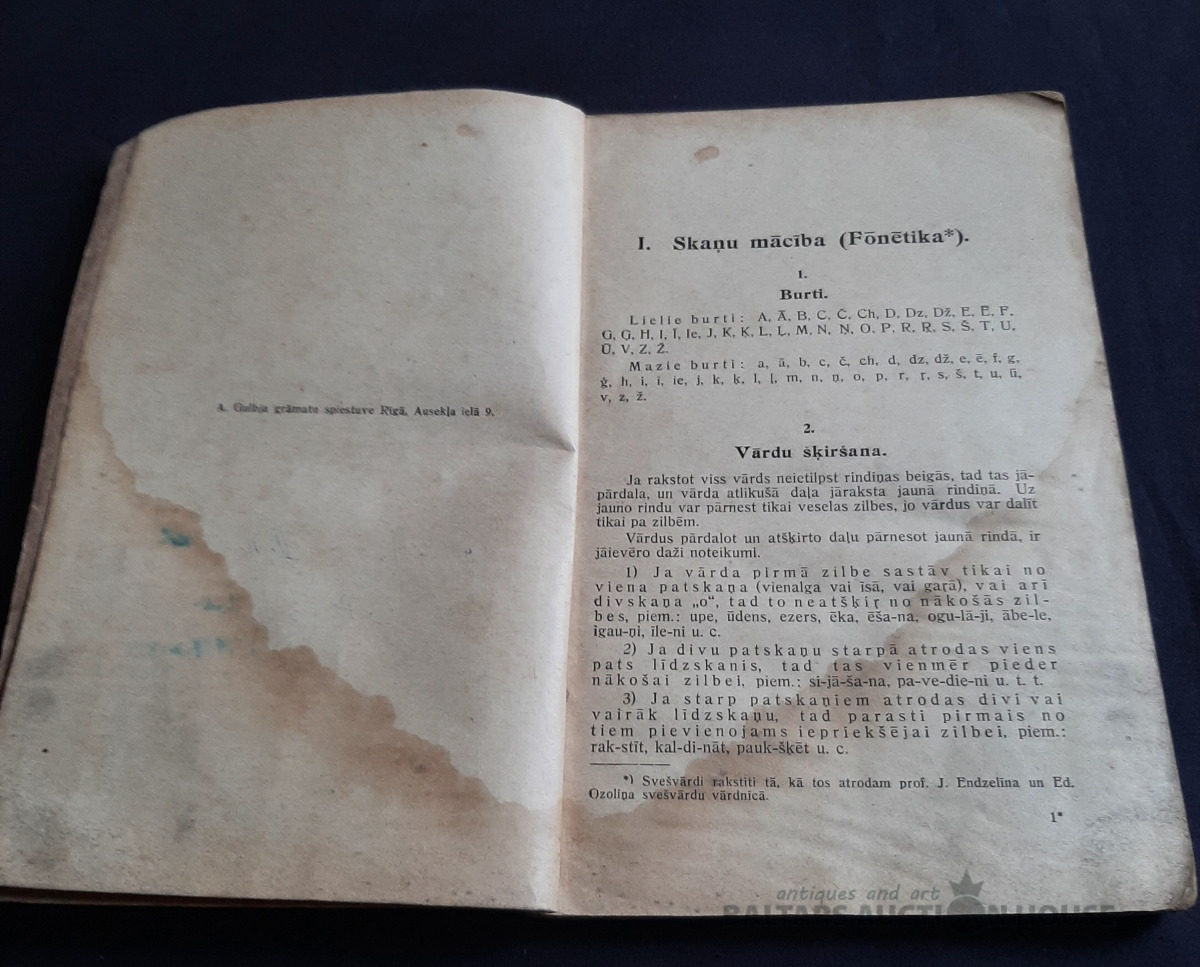 A. Gulbja grāmatu spiestuve Rīgā, Ausekļa ielā 9.
I. Skaņu mācība (Fōnētika*).
1.
Burti.
Lielie burti: A, Ā, B, C, Č, Ch, D, Dz, Dž, E, Ē, F,
G, Ģ, H, I, Ī, Ie, J, K, Ķ, L, Ļ, M, N, Ņ, O, P, R, Ŗ, S, Š, T, U,
Ū, V, Z, Ž.
Mazie burti: a, ā, b, c, č, ch, d, dz, dž, e, ē, f, g,
ģ, h, i, ī, ie, j, k, ķ, l, ļ, m, n, ņ, o, p, r, ŗ, s, š, t, u, ū,
v, z, ž.
2.
Vārdu šķiršana.
Ja rakstot viss vārds neietilpst rindiņas beigās, tad tas jā-
pārdala, un vārda atlikušā daļa jāraksta jaunā rindiņā. Uz
jauno rindu var pārnest tikai veselas zilbes, jo vārdus var dalīt
tikai pa zilbēm.
Vārdus pārdalot un atšķirto daļu pārnesot jaunā rindā, ir
jāievēro daži noteikumi.
1) Ja vārda pirmā zilbe sastāv tikai no
viena patskaņa (vienalga vai īsā, vai garā), vai arī
divskaņa „o“, tad to neatšķiŗ no nākošās zil-
bes, piem.: upe, ūdens, ezers, ēka, ēša-na, ogu-lā-ji, ābe-le,
igau-ņi, īle-ni u. c.
2) Ja divu patskaņu starpā atrodas viens
pats līdzskanis, tad tas vienmēr pieder
nākošai zilbei, piem.: si-jā-ša-na, pa-ve-die-ni u. t. t.
3) Ja starp patskaņiem atrodas divi vai
vairāk līdzskaņu, tad parasti pirmais no
tiem pievienojams iepriekšējai zilbei, piem.:
rak-stīt, kal-di-nāt, pauk-šķēt u. c.
*) Svešvārdi rakstīti tā, kā tos atrodam prof. J. Endzelīna un Ed.
Ozoliņa svešvārdu vārdnīcā.
1*
antiques and art
BALTARS AUCTION HOUSE